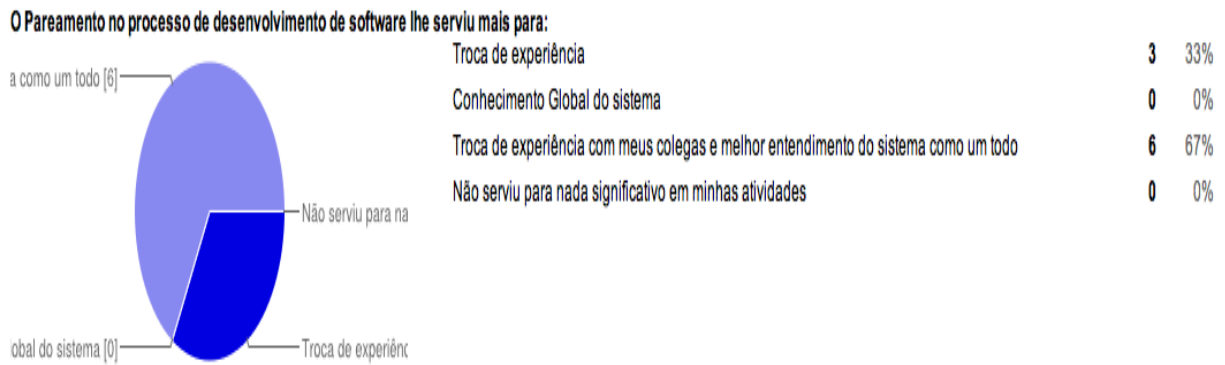 O Pareamento no processo de desenvolvimento de software lhe serviu mais para:
Troca de experiência 3 33%
Conhecimento Global do sistema 0 0%
Troca de experiência com meus colegas e melhor entendimento do sistema como um todo 6 67%
Não serviu para nada significativo em minhas atividades 0 0%
a como um todo [6]
Não serviu para na
obal do sistema [0]
Troca de experiênc